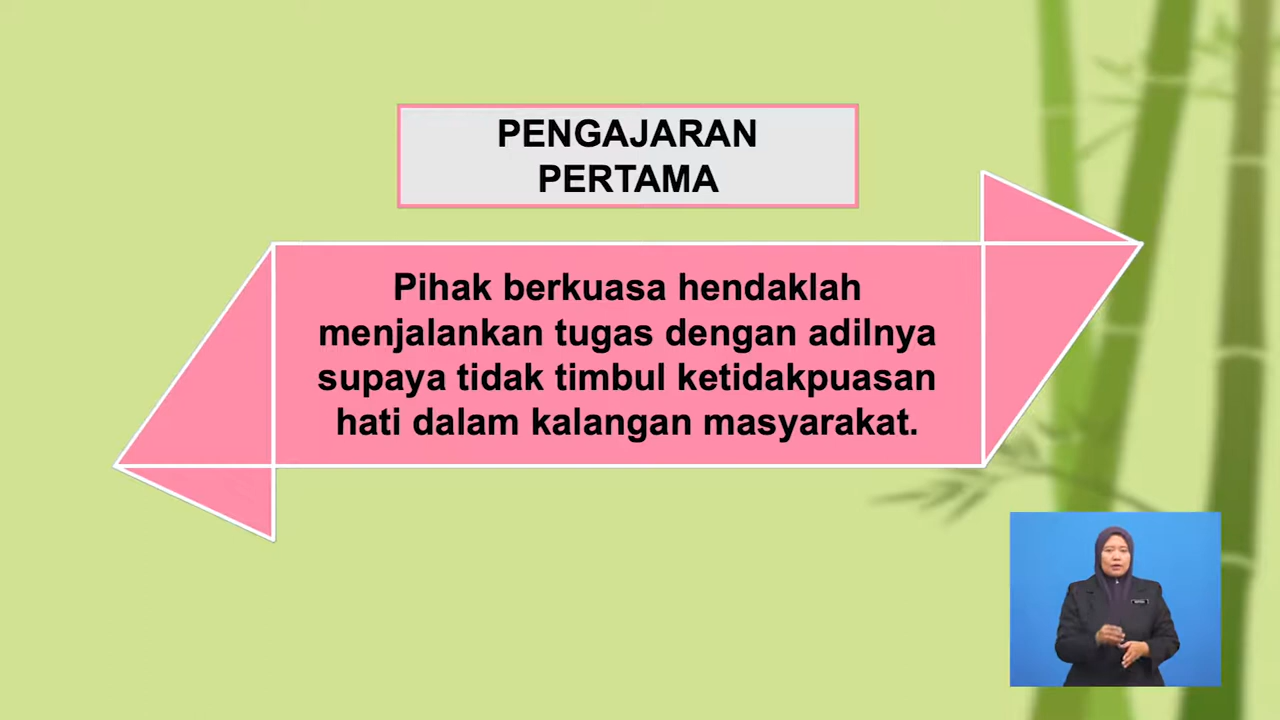 PENGAJARAN
PERTAMA
Pihak berkuasa hendaklah
menjalankan tugas dengan adilnya
supaya tidak timbul ketidakpuasan
hati dalam kalangan masyarakat.